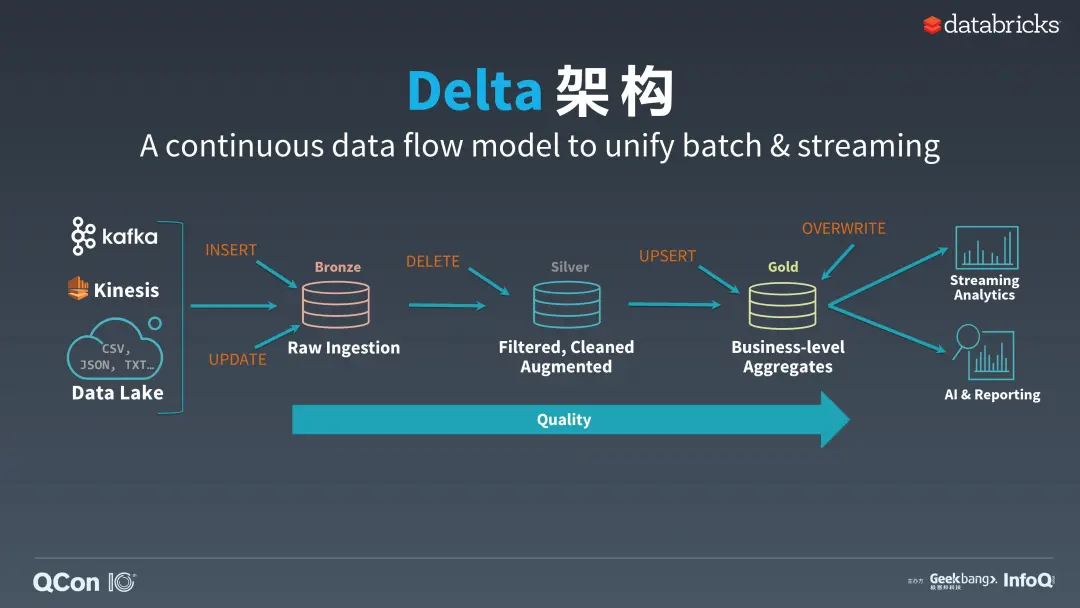 databricks
Delta 架构
A continuous data flow model to unify batch & streaming
kafka
Kinesis
CSV,
JSON, TXT...
Data Lake
INSERT
UPDATE
Bronze
Raw Ingestion
DELETE
Silver
Filtered, Cleaned
Augmented
UPSERT
Gold
Business-level
Aggregates
OVERWRITE
Streaming
Analytics
AI & Reporting
Quality
QCon 10
主办方
Geekbang>.
极客邦科技
InfoQ